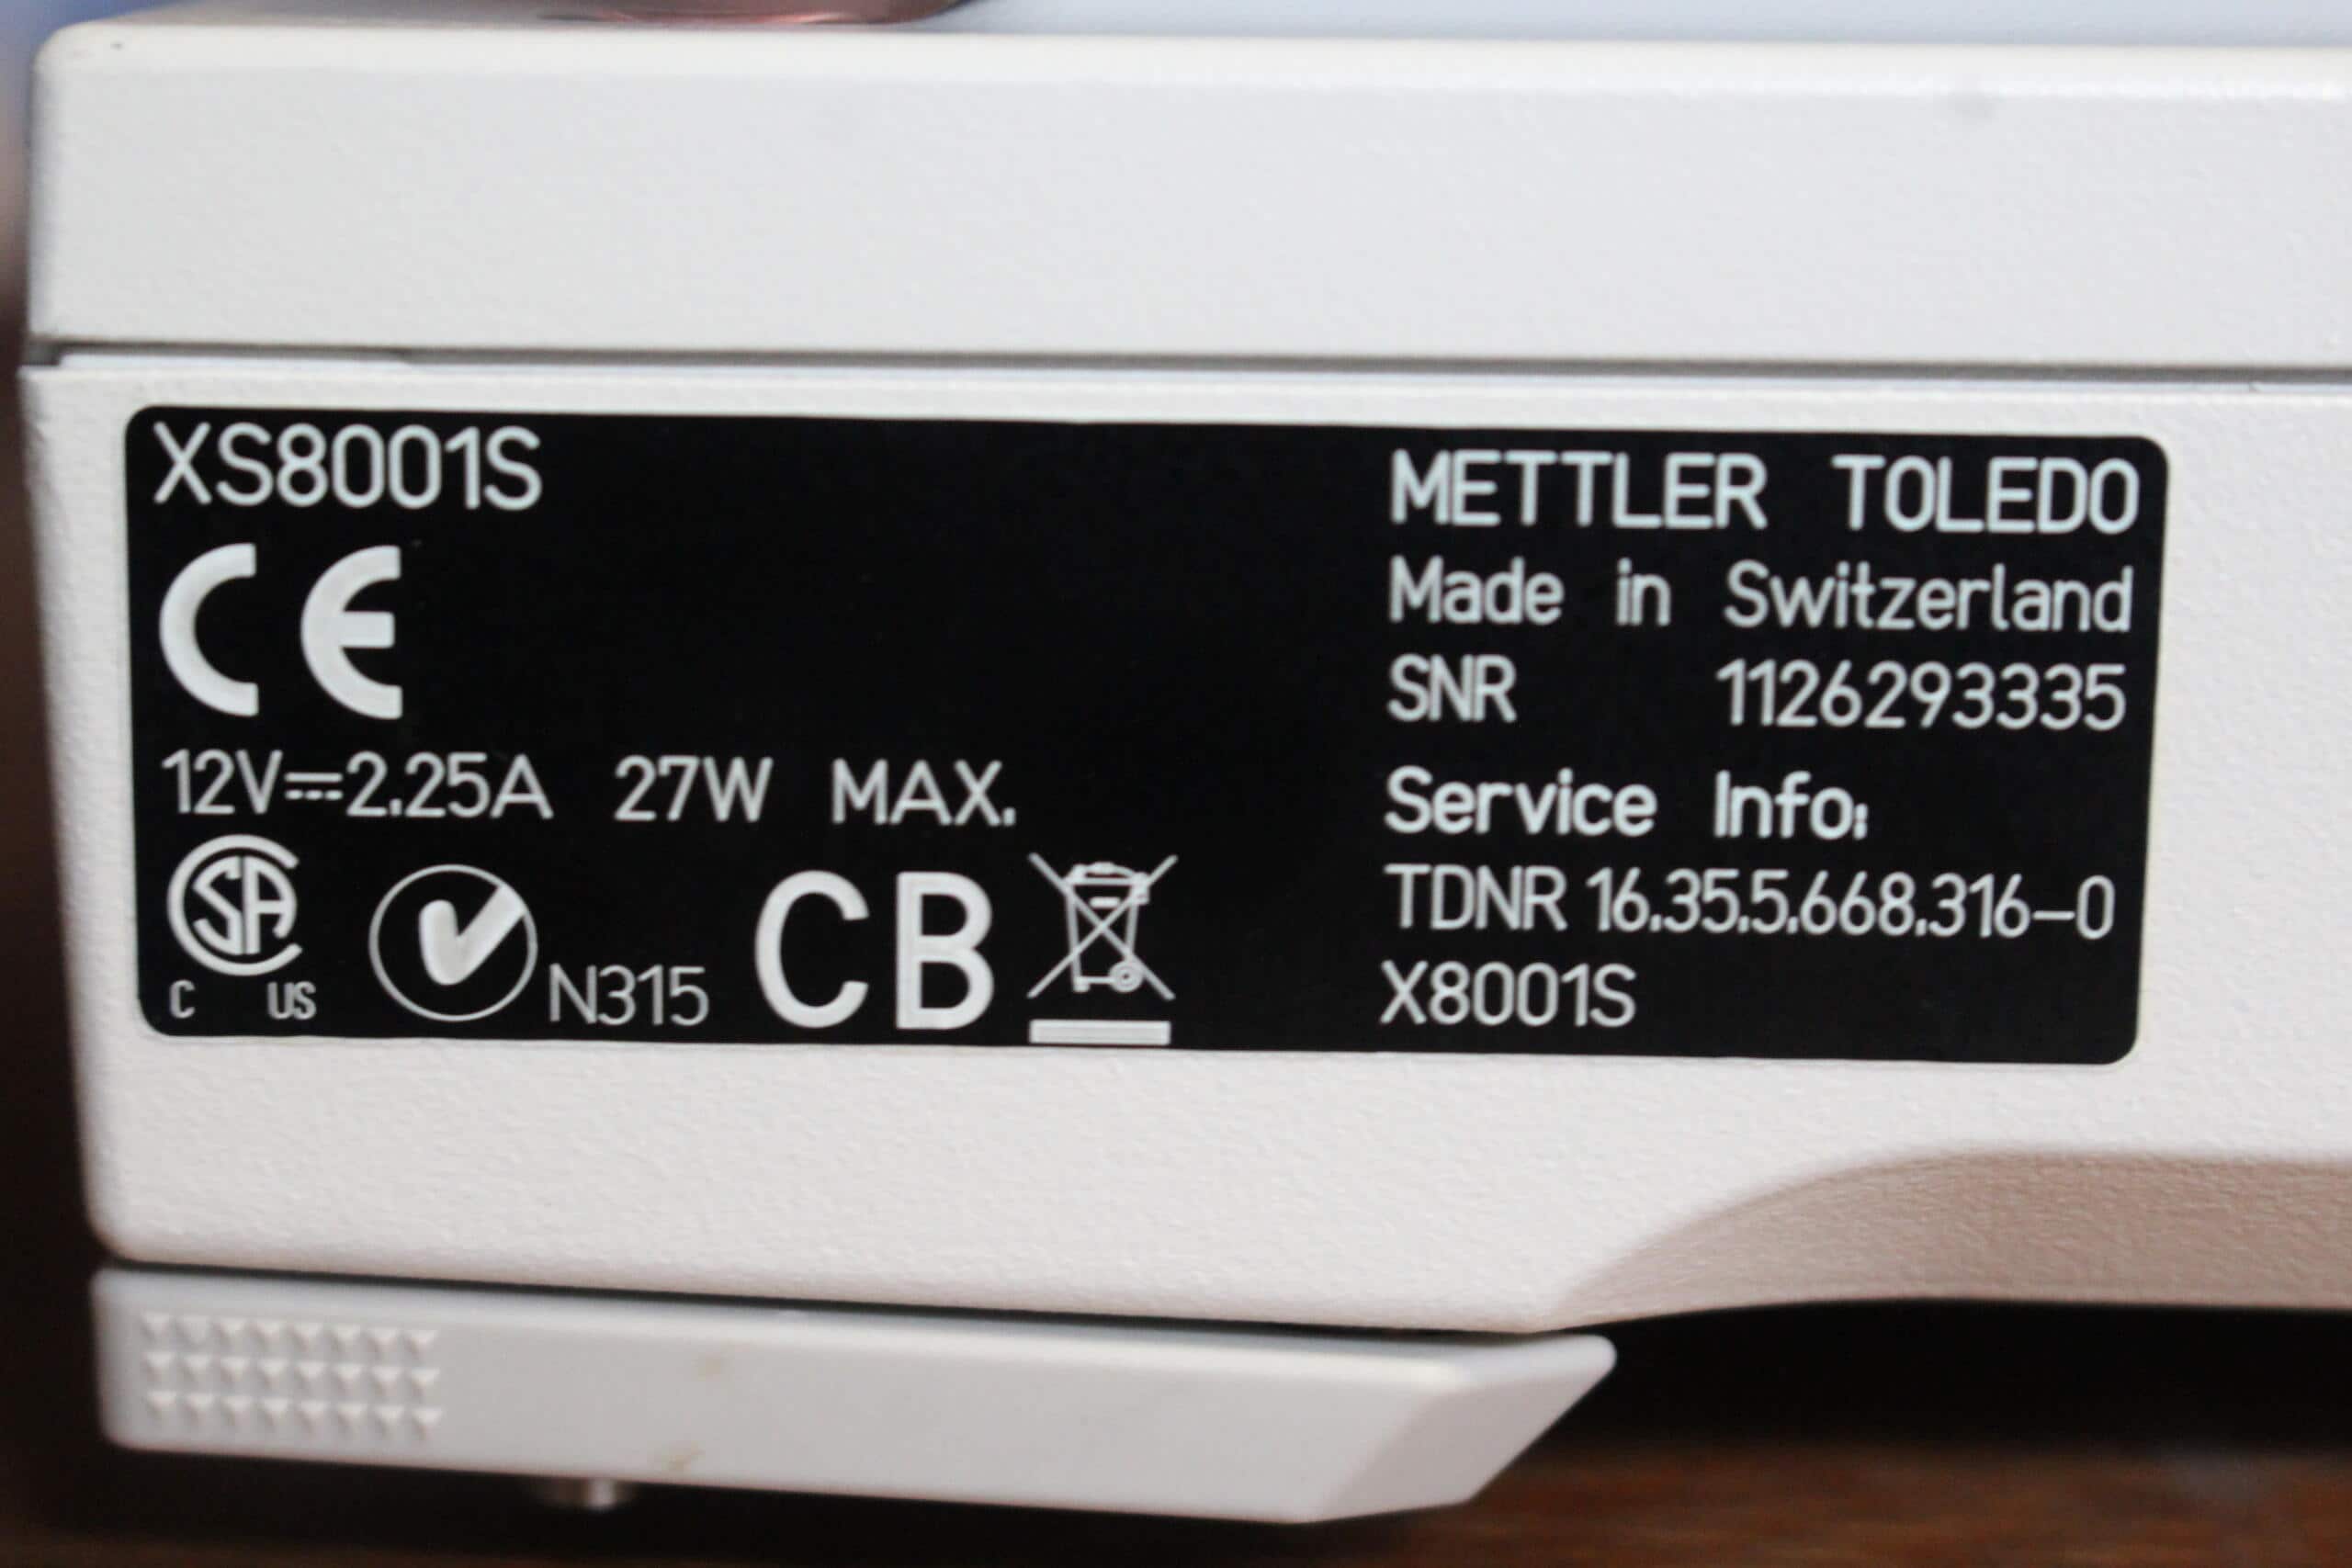 XS8001S
CE
12V⎓2.25A 27W MAX.
CSA
C US
N315
CB
METTLER TOLEDO
Made in Switzerland
SNR 1126293335
Service Info:
TDNR 16.35.5.668.316-0
X8001S